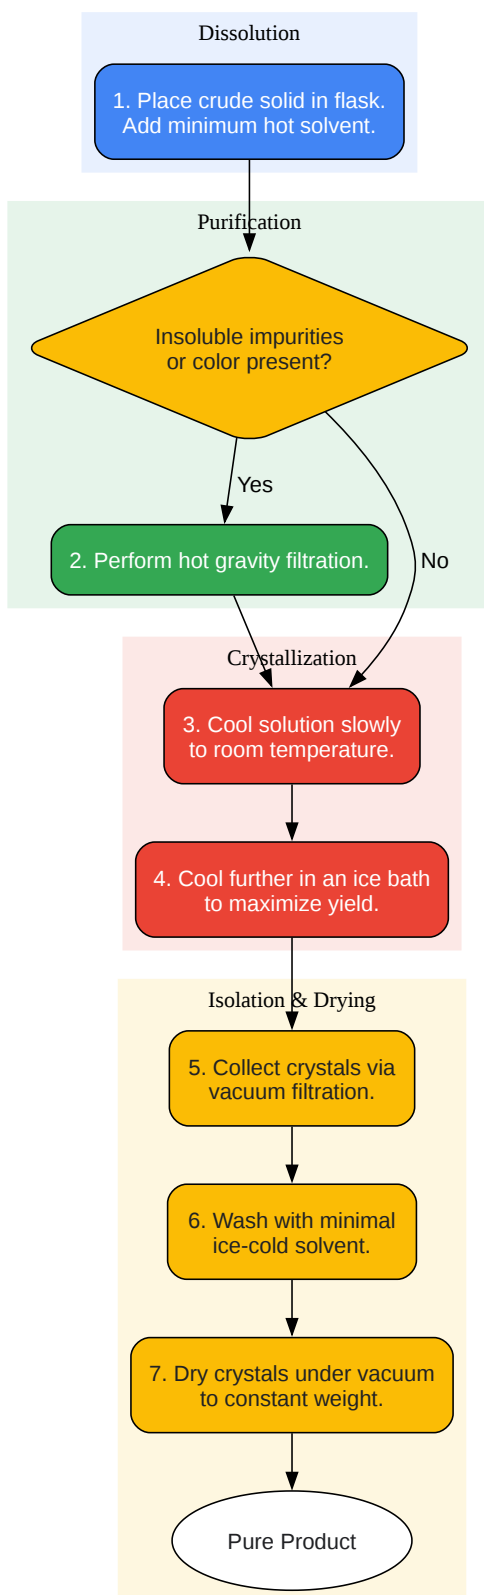 Dissolution
1. Place crude solid in flask.
Add minimum hot solvent.
Purification
Insoluble impurities
or color present?
Yes
No
2. Perform hot gravity filtration.
Crystallization
3. Cool solution slowly
to room temperature.
4. Cool further in an ice bath
to maximize yield.
Isolation & Drying
5. Collect crystals via
vacuum filtration.
6. Wash with minimal
ice-cold solvent.
7. Dry crystals under vacuum
to constant weight.
Pure Product